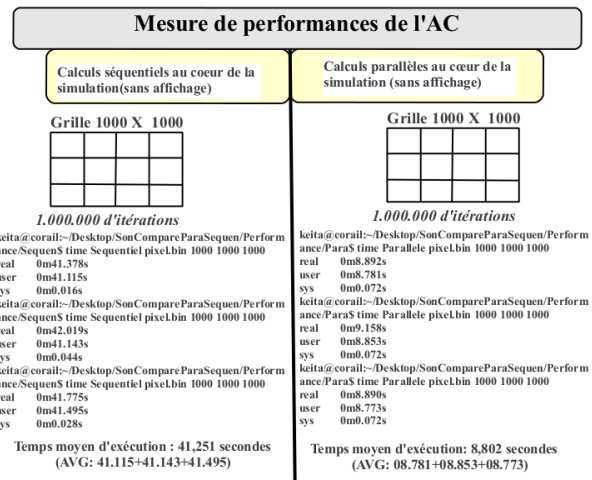 Mesure de performances de l'AC
Calculs séquentiels au coeur de la
simulation(sans affichage)
Grille 1000 X 1000
1.000.000 d'itérations
keita@corail:~/Desktop/SonCompareParaSequen/Perform
ance/Sequen$ time Sequentiel pixel.bin 1000 1000 1000
real 0m41.378s
user 0m41.115s
sys 0m0.016s
keita@corail:~/Desktop/SonCompareParaSequen/Perform
ance/Sequen$ time Sequentiel pixel.bin 1000 1000 1000
real 0m42.019s
user 0m41.143s
sys 0m0.044s
keita@corail:~/Desktop/SonCompareParaSequen/Perform
ance/Sequen$ time Sequentiel pixel.bin 1000 1000 1000
real 0m41.775s
user 0m41.495s
sys 0m0.028s
Temps moyen d'exécution : 41,251 secondes
(AVG: 41.115+41.143+41.495)
Calculs parallèles au cœur de la
simulation (sans affichage)
Grille 1000 X 1000
1.000.000 d'itérations
keita@corail:~/Desktop/SonCompareParaSequen/Perform
ance/Para$ time Parallele pixel.bin 1000 1000 1000
real 0m8.892s
user 0m8.781s
sys 0m0.072s
keita@corail:~/Desktop/SonCompareParaSequen/Perform
ance/Para$ time Parallele pixel.bin 1000 1000 1000
real 0m9.158s
user 0m8.853s
sys 0m0.072s
keita@corail:~/Desktop/SonCompareParaSequen/Perform
ance/Para$ time Parallele pixel.bin 1000 1000 1000
real 0m8.890s
user 0m8.773s
sys 0m0.072s
Temps moyen d'exécution: 8,802 secondes
(AVG: 08.781+08.853+08.773)